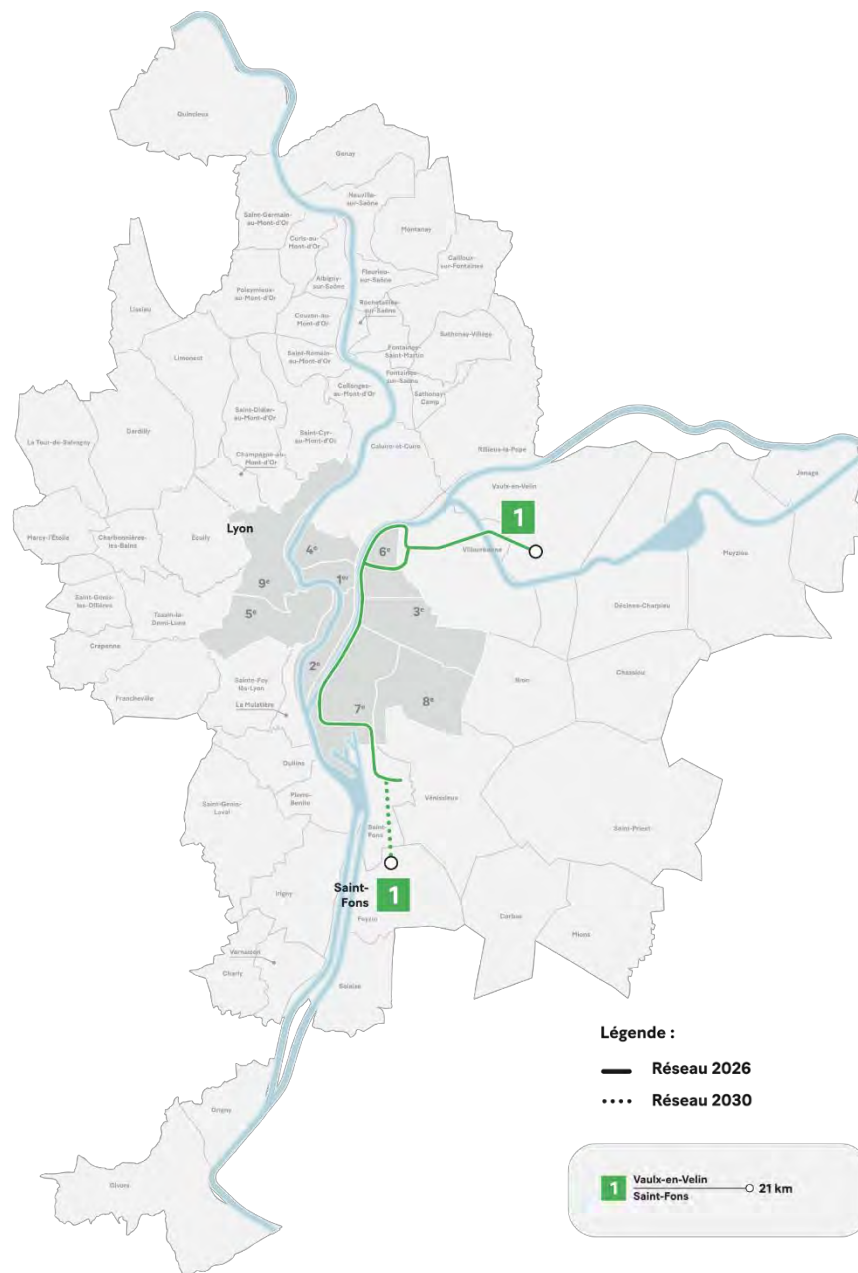 Quincieux
Genay
Neuville-
sur-Saône
Montanay
Saint-Germain
-au-Mont-d'Or
Curis-au
-Mont-d'Or
Cailloux
-sur-Fontaines
Albigny
-sur-Saône
Fleurieu
-sur-Saône
Poleymieux
-au-Mont-d'Or
Rochetaillée
-sur-Saône
Lissieu
Couzon-au
-Mont-d'Or
Sathonay-Village
Limonest
Saint-Romain
-au-Mont-d'Or
Fontaines-
Saint-Martin
Fontaines
-sur-Saône
Collonges
-au-Mont-d'Or
Sathonay
Camp
Saint-Didier
-au-Mont-d'Or
Dardilly
La Tour-de-Salvagny
Saint-Cyr
-au-Mont-d'Or
Caluire-et-Cuire
Rillieux-la-Pape
Champagne-au
-Mont-d'Or
Vaulx-en-Velin
Jonage
1
Lyon
Marcy-l'Étoile
Charbonnières
-les-Bains
Écully
4e
6e
Villeurbanne
Meyzieu
9e
1er
Saint-Genis
-les-Ollières
Tassin-la
-Demi-Lune
5e
3e
Décines-Charpieu
Craponne
2e
Sainte-Foy
-lès-Lyon
Bron
Chassieu
Francheville
La Mulatière
7e
8e
Oullins
Pierre-
Bénite
Vénissieux
Saint-Genis
-Laval
Saint-
Fons
Saint-Priest
Irigny
Saint-
Fons
1
Feyzin
Corbas
Mions
Vernaison
Charly
Solaize
Légende :
Réseau 2026
Réseau 2030
Grigny
Givors
1 Vaulx-en-Velin
Saint-Fons
21 km